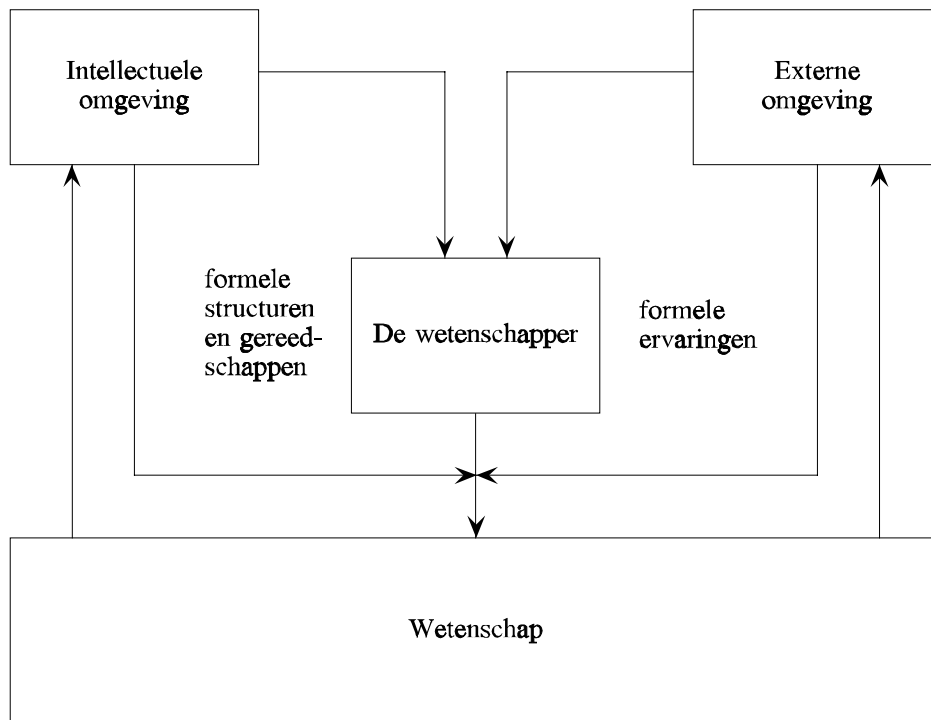 Intellectuele
omgeving
Externe
omgeving
formele
structuren
en gereed-
schappen
De wetenschapper
formele
ervaringen
Wetenschap